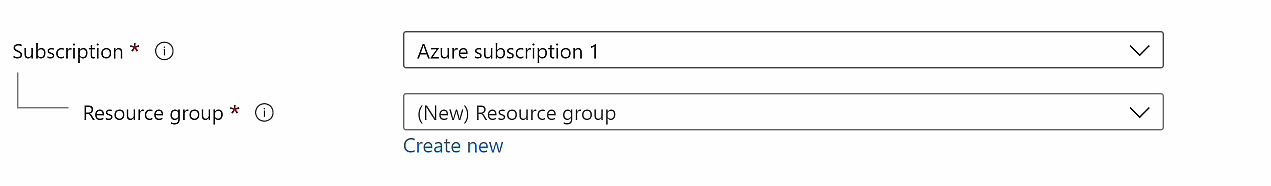 Subscription *
Azure subscription 1
Resource group *
(New) Resource group
Create new